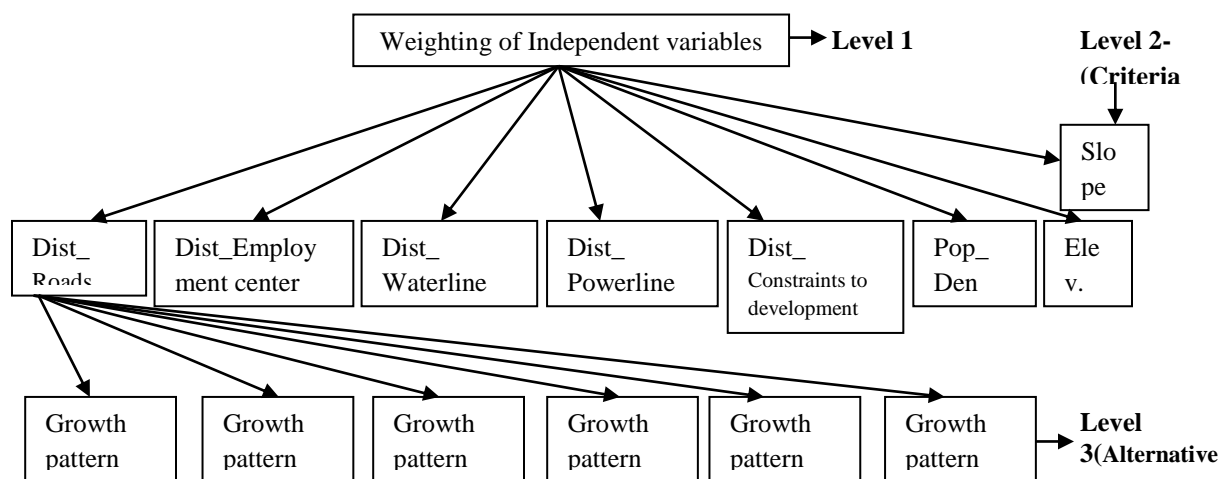 Weighting of Independent variables
Level 1
Level 2-
(Criteria
Slo
pe
Dist_
Roads
Dist_Employ
ment center
Dist_
Waterline
Dist_
Powerline
Dist_
Constraints to
development
Pop_
Den
Ele
v.
Growth
pattern
Growth
pattern
Growth
pattern
Growth
pattern
Growth
pattern
Growth
pattern
Level
3(Alternative